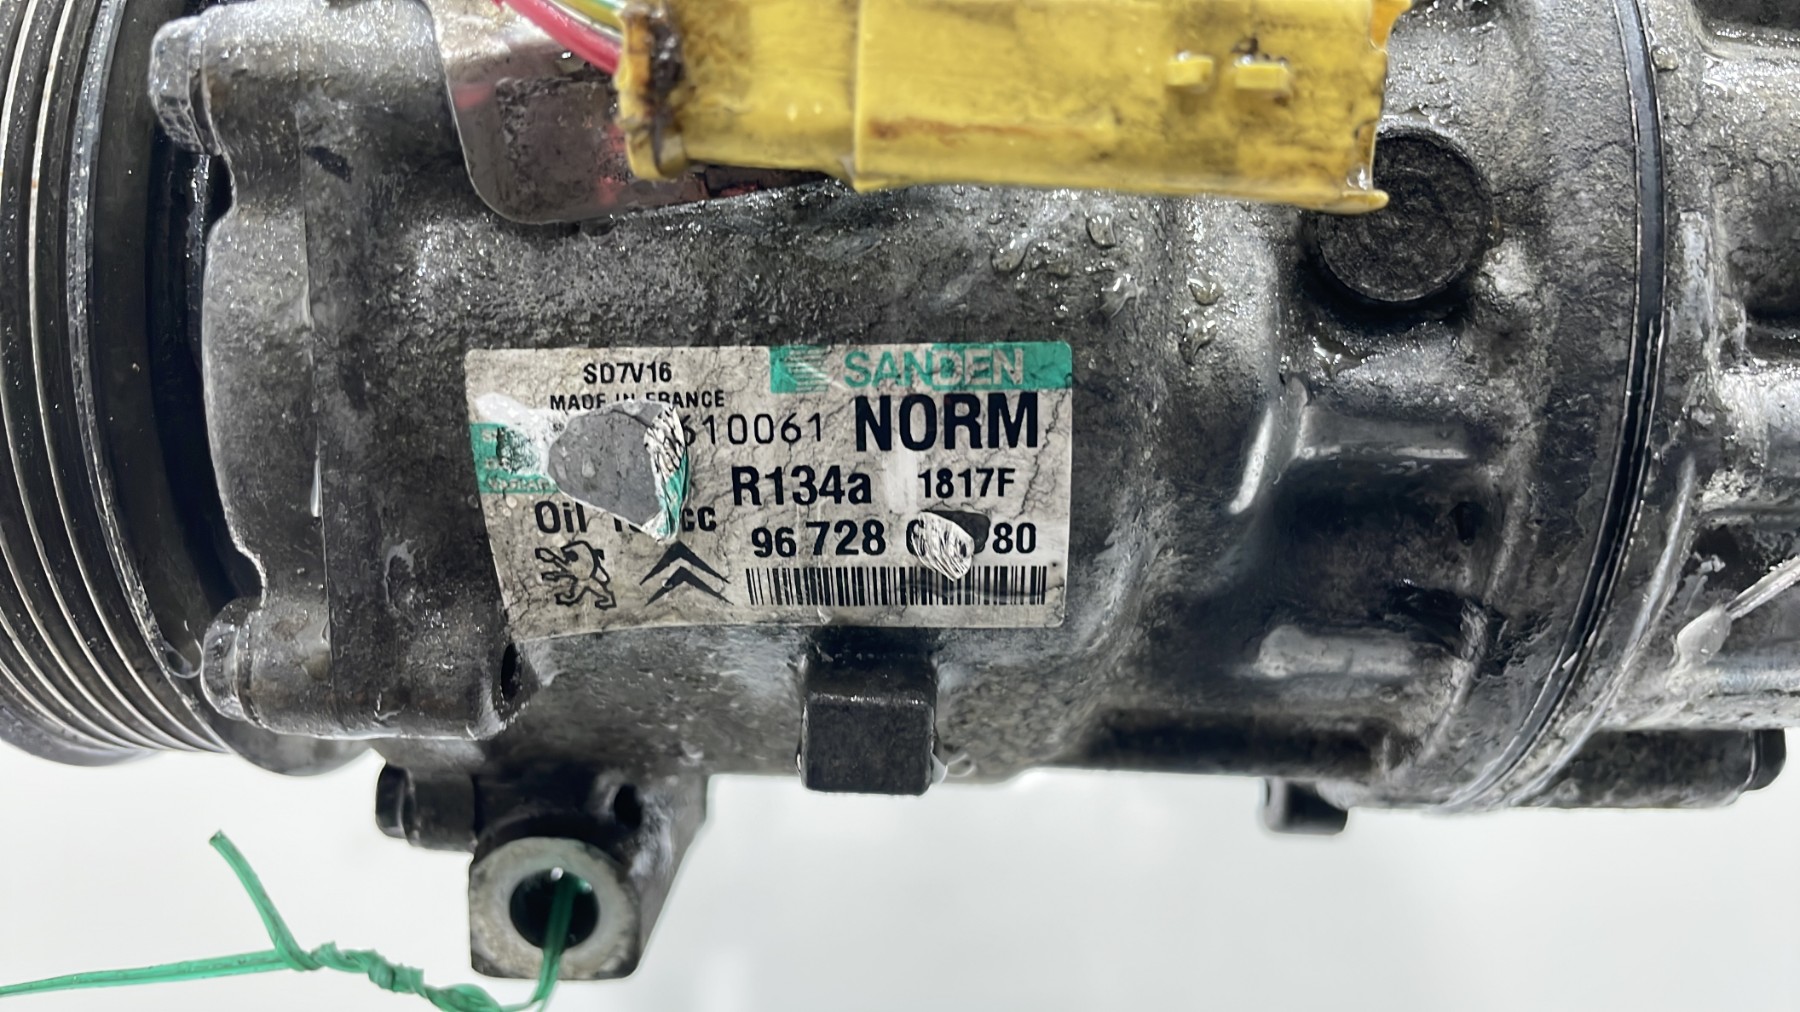 SD7V16
SANDEN
MADE IN FRANCE
610061
NORM
R134a
1817F
Oil cc
96 728 80